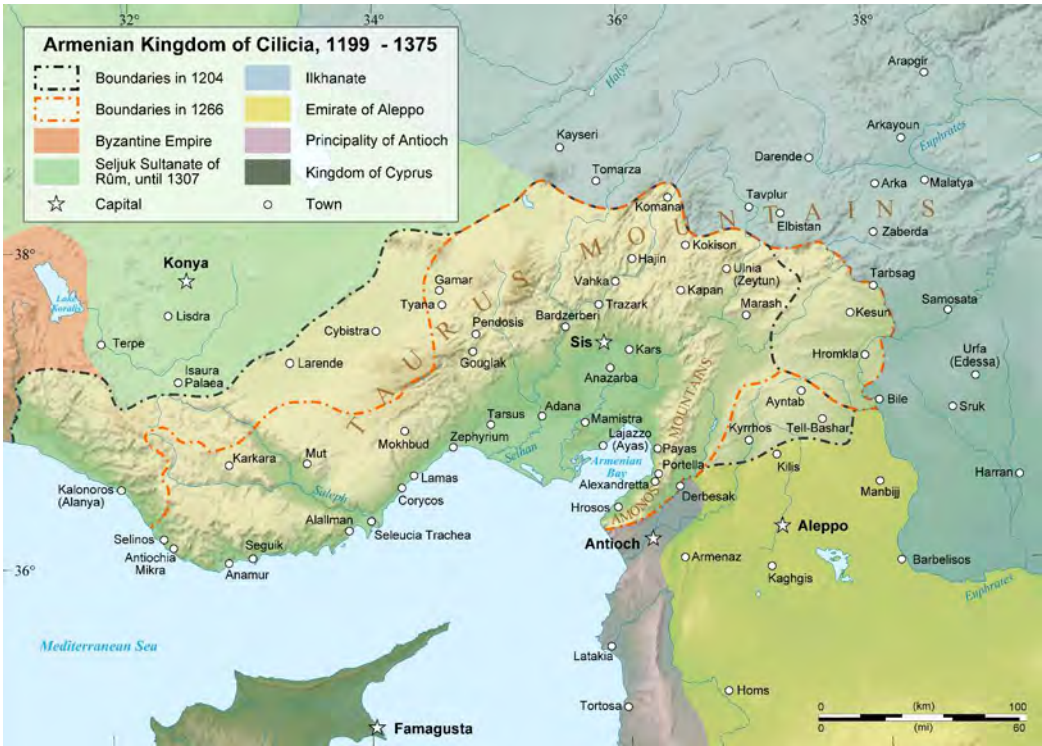 32°
34°
36°
38°
Armenian Kingdom of Cilicia, 1199 - 1375
Boundaries in 1204
Boundaries in 1266
Byzantine Empire
Seljuk Sultanate of
Rûm, until 1307
Capital
Ilkhanate
Emirate of Aleppo
Principality of Antioch
Kingdom of Cyprus
Town
Halys
Arapgir
Kayseri
Arkayoun
Euphrates
Darende
Tomarza
Arka
Malatya
Komana
Tavplur
Elbistan
TAURUS MOUNTAINS
Zaberda
38°
Kokison
Konya
Hajin
Ulnia
(Zeytun)
Tarbsag
Gamar
Vahka
Kapan
Samosata
Tyana
Trazark
Marash
Kesun
Lisdra
Bardzerberi
Cybistra
Pendosis
Terpe
Sis
Kars
Hromkla
Gouglak
Larende
Urfa
(Edessa)
Isaura
Palaea
Anazarba
MOUNTAINS
Ayntab
Bile
Sruk
Adana
Tarsus
Mamistra
Tell-Bashar
Mokhbud
Zephyrium
Lajazzo
(Ayas)
Kyrrhos
Payas
Selhan
Armenian
Bay
Kilis
Karkara
Mut
Portella
Harran
Lamas
Alexandretta
Manbijj
Kalonoros
(Alanya)
Saleph
Corycos
Derbesak
AMONOS
Hrosos
Alallman
Seleucia Trachea
Aleppo
Selinos
Antioch
Seguik
Antiochia
Mikra
Armenaz
Barbelisos
36°
Anamur
Kaghgis
Euphrates
Mediterranean Sea
Latakia
Homs
Tortosa
Famagusta
0 (km) 100
0 (mi) 60